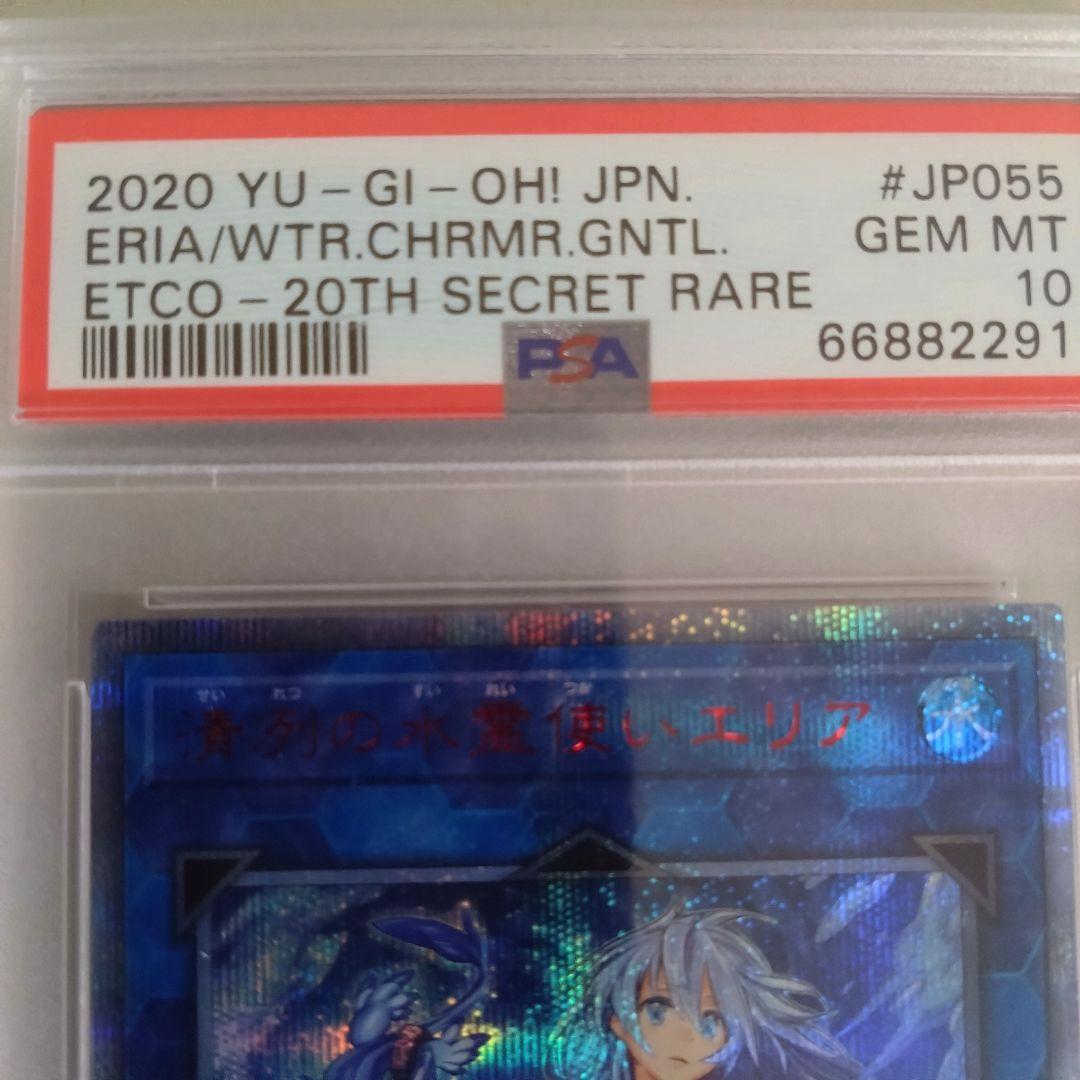 2020 YU-GI-OH! JPN. #JP055
ERIA/WTR.CHRMR.GNTL. GEM MT
ETCO-20TH SECRET RARE 10
PSA 66882291
せい れつ すい れい つか
清冽の水霊使いエリア 水